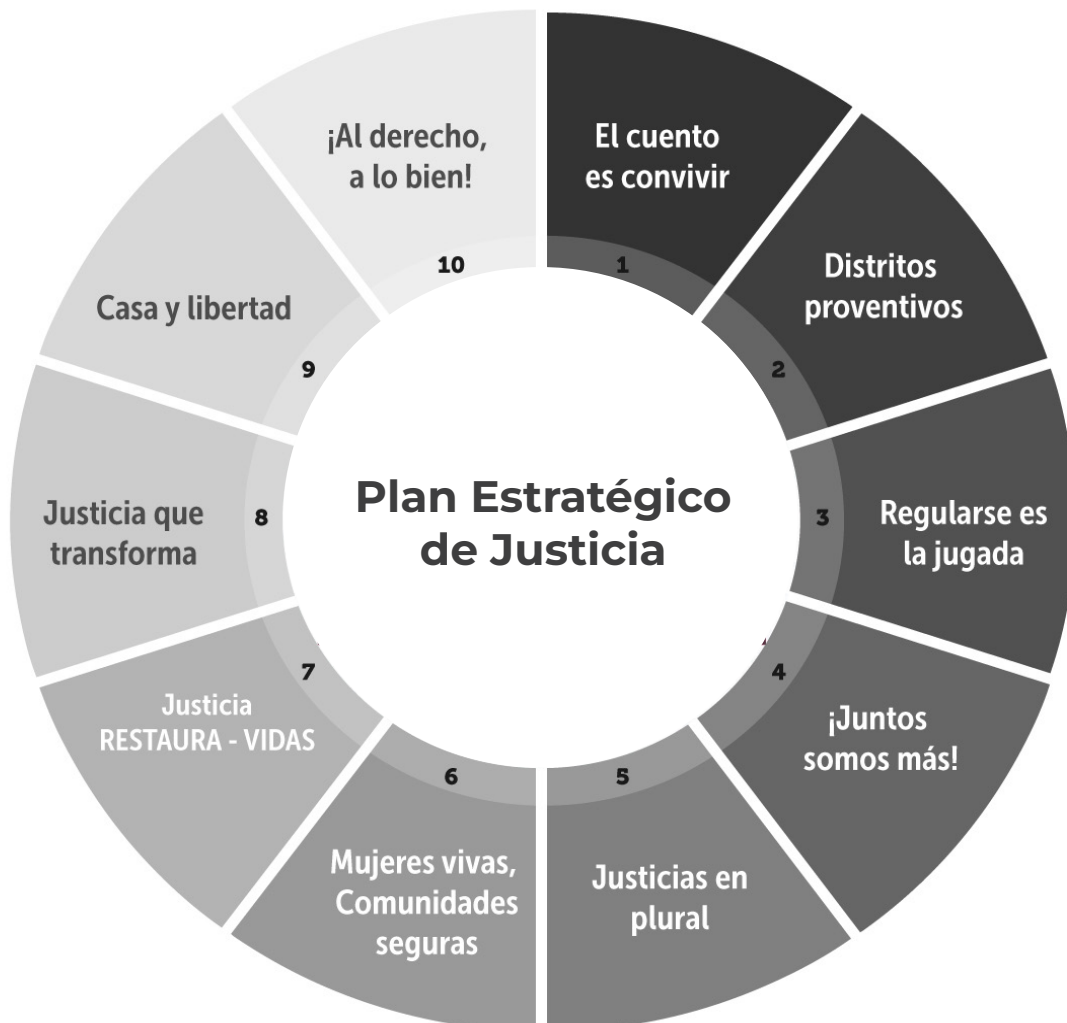 Plan Estratégico
de Justicia
El cuento
es convivir
1
Distritos
proventivos
2
Regularse es
la jugada
3
¡Juntos
somos más!
4
Justicias en
plural
5
Mujeres vivas,
Comunidades
seguras
6
Justicia
RESTAURA - VIDAS
7
Justicia que
transforma
8
Casa y libertad
9
¡Al derecho,
a lo bien!
10